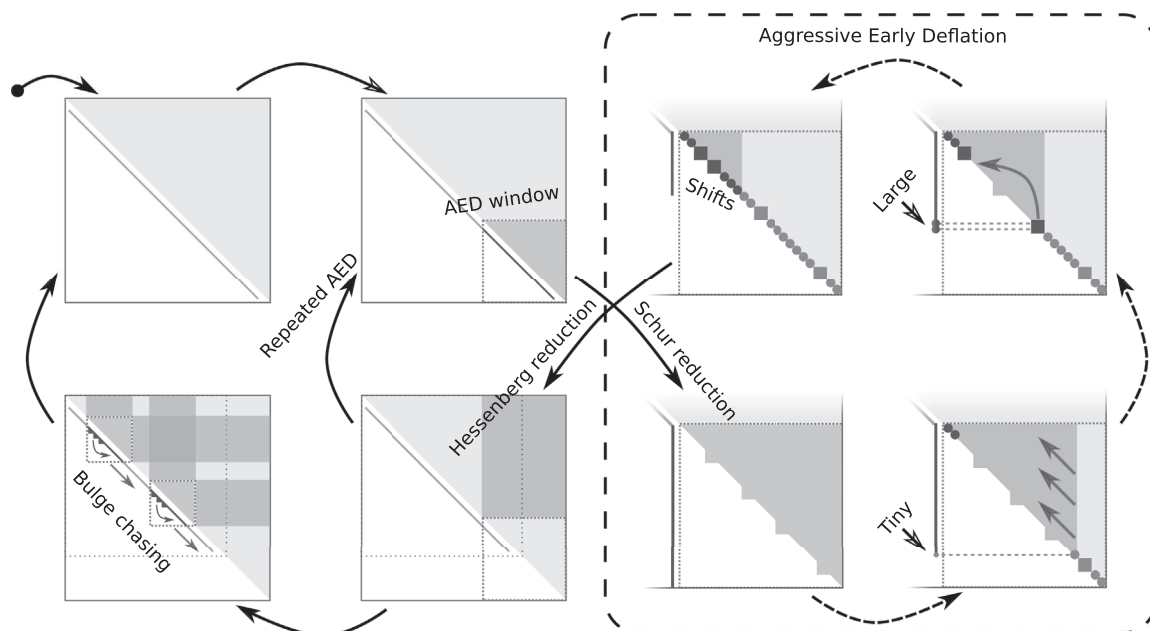 Aggressive Early Deflation
AED window
Shifts
Large
Repeated AED
Hessenberg reduction
Schur reduction
Bulge chasing
Tiny